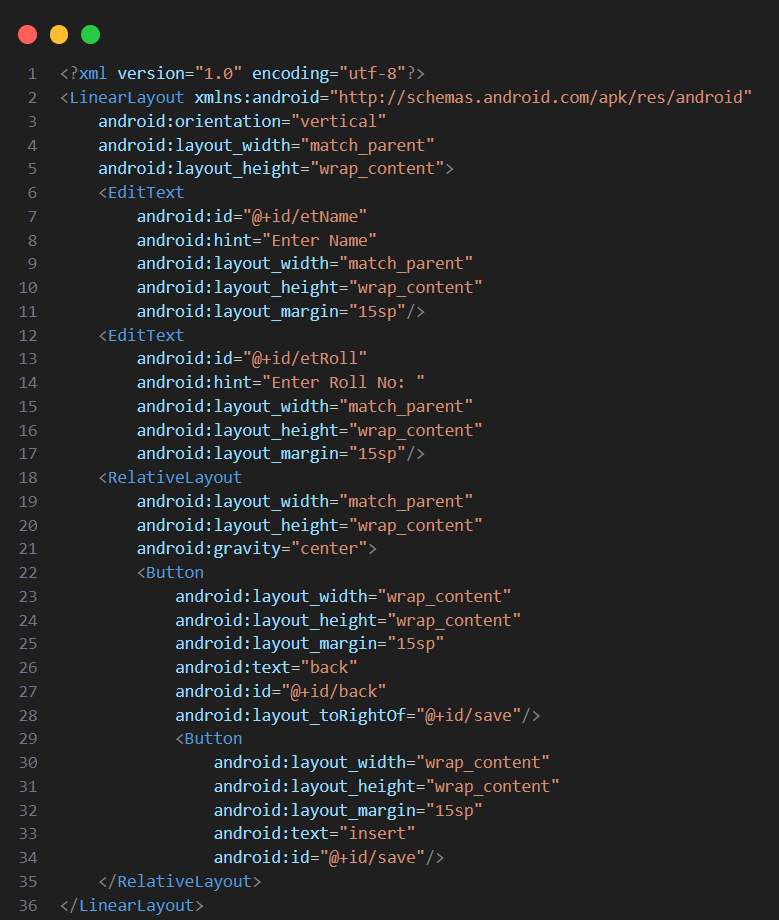 1 <?xml version="1.0" encoding="utf-8"?>
2 <LinearLayout xmlns:android="http://schemas.android.com/apk/res/android"
3     android:orientation="vertical"
4     android:layout_width="match_parent"
5     android:layout_height="wrap_content">
6     <EditText
7         android:id="@+id/etName"
8         android:hint="Enter Name"
9         android:layout_width="match_parent"
10         android:layout_height="wrap_content"
11         android:layout_margin="15sp"/>
12     <EditText
13         android:id="@+id/etRoll"
14         android:hint="Enter Roll No: "
15         android:layout_width="match_parent"
16         android:layout_height="wrap_content"
17         android:layout_margin="15sp"/>
18     <RelativeLayout
19         android:layout_width="match_parent"
20         android:layout_height="wrap_content"
21         android:gravity="center">
22         <Button
23             android:layout_width="wrap_content"
24             android:layout_height="wrap_content"
25             android:layout_margin="15sp"
26             android:text="back"
27             android:id="@+id/back"
28             android:layout_toRightOf="@+id/save"/>
29             <Button
30                 android:layout_width="wrap_content"
31                 android:layout_height="wrap_content"
32                 android:layout_margin="15sp"
33                 android:text="insert"
34                 android:id="@+id/save"/>
35     </RelativeLayout>
36 </LinearLayout>